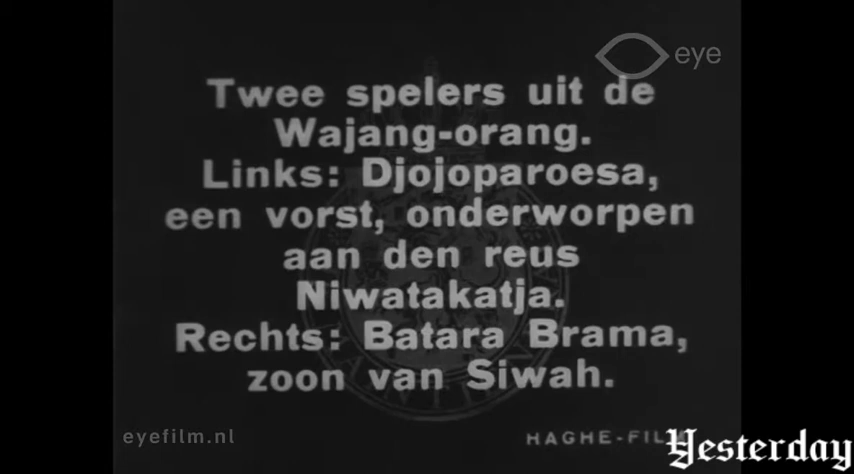 eye
Twee spelers uit de
Wajang-orang.
Links: Djojoparoesa,
een vorst, onderworpen
aan den reus
Niwatakatja.
Rechts: Batara Brama,
zoon van Siwah.
eyefilm.nl
HAGHE-FILM
Yesterday